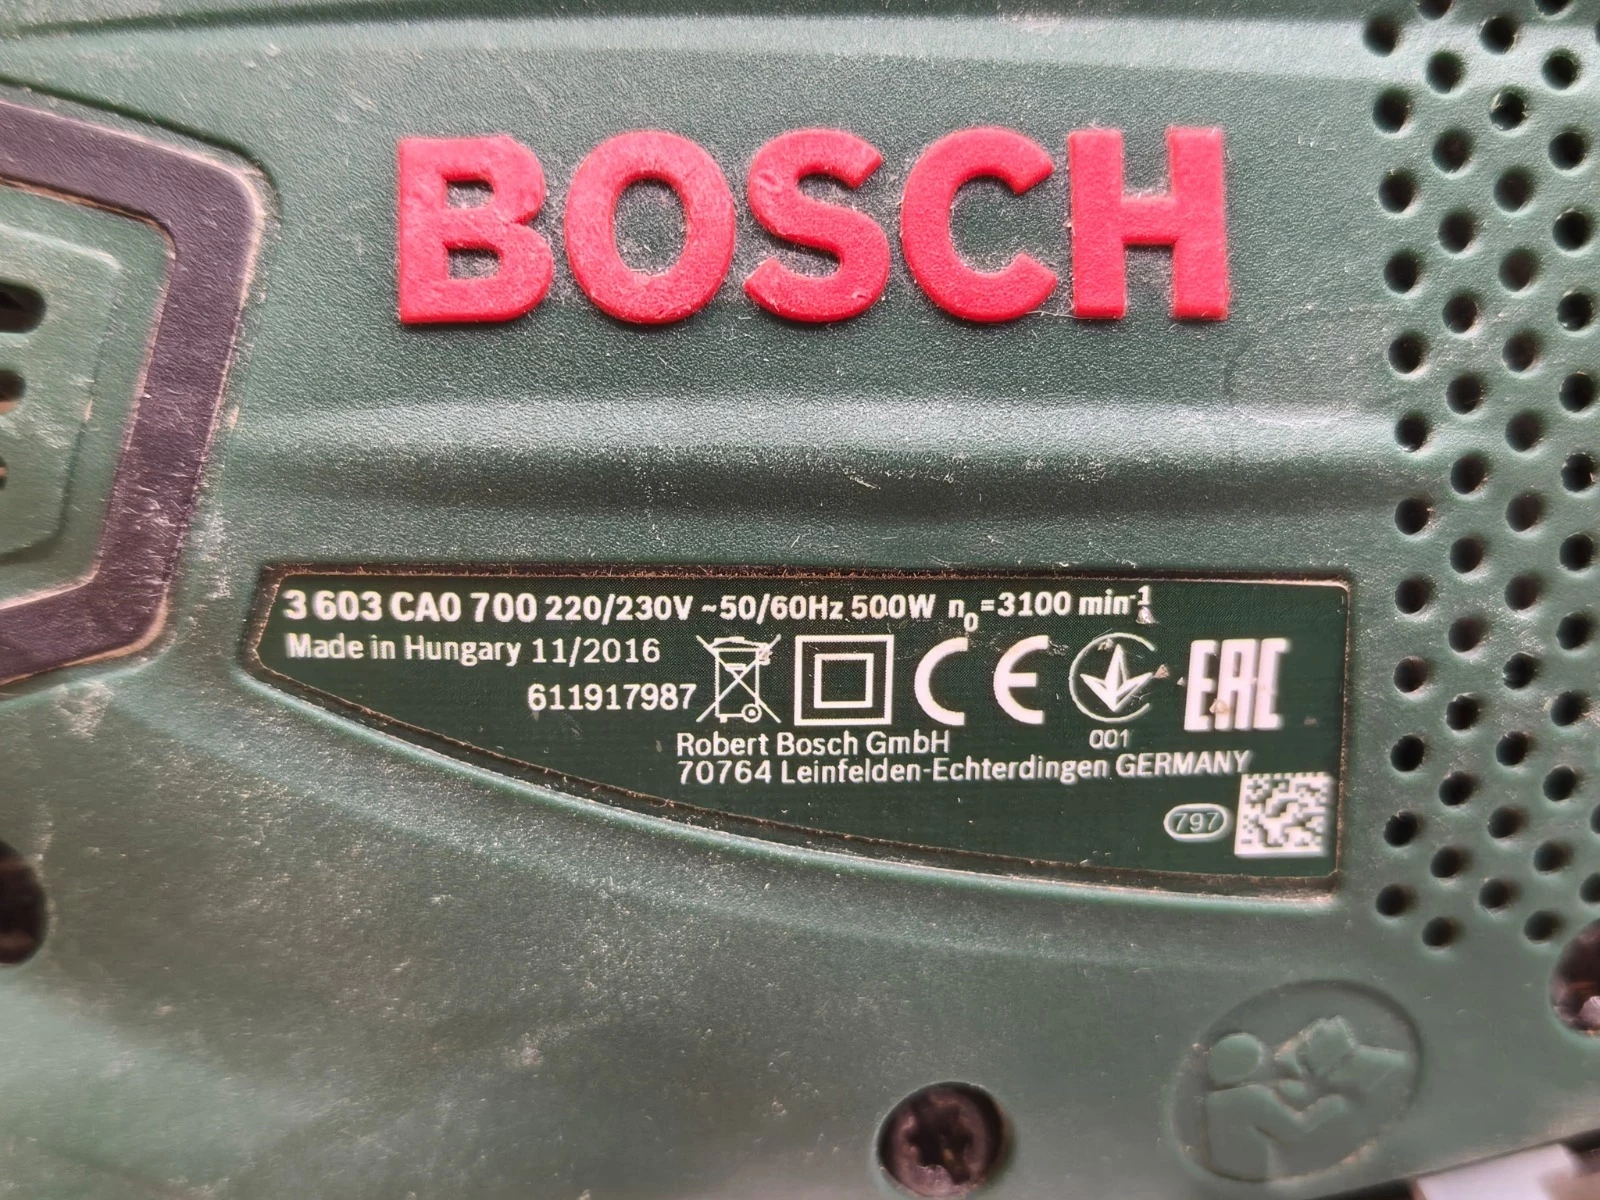 BOSCH
3 603 CA0 700 220/230V ~50/60Hz 500W n₀=3100 min⁻¹
Made in Hungary 11/2016
611917987
CE
EAC
001
Robert Bosch GmbH
70764 Leinfelden-Echterdingen GERMANY
797